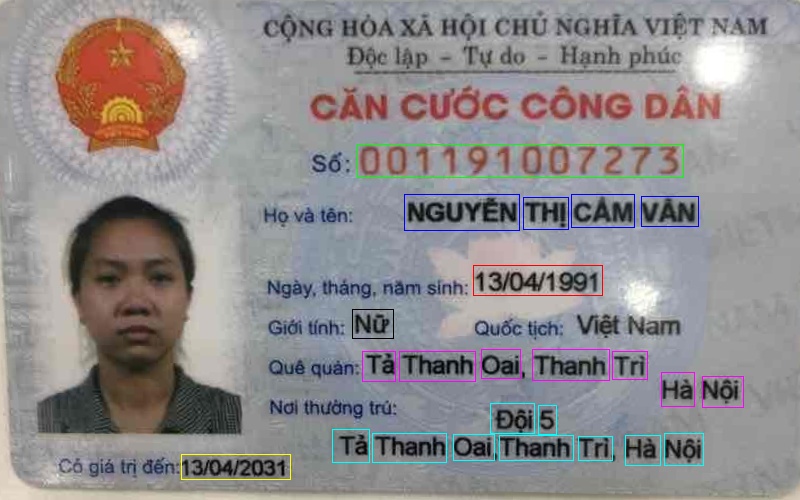 CỘNG HÒA XÃ HỘI CHỦ NGHĨA VIỆT NAM
Độc lập - Tự do - Hạnh phúc
CĂN CƯỚC CÔNG DÂN
Số: 001191007273
Họ và tên: NGUYỄN THỊ CẨM VÂN
Ngày, tháng, năm sinh: 13/04/1991
Giới tính: Nữ Quốc tịch: Việt Nam
Quê quán: Tả Thanh Oai, Thanh Trì
Hà Nội
Nơi thường trú:
Đội 5
Tả Thanh Oai, Thanh Trì, Hà Nội
Có giá trị đến: 13/04/2031